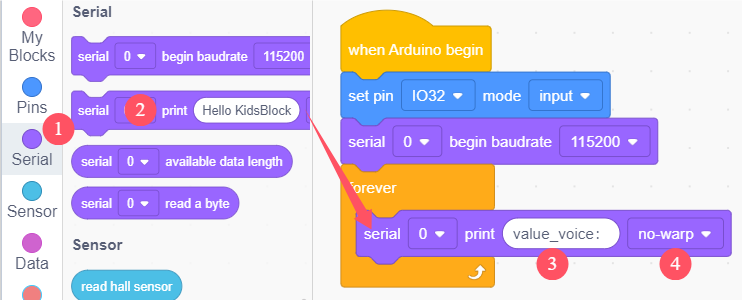 My
Blocks
Pins
1
Serial
Sensor
Data
Serial
serial 0 begin baudrate 115200
serial 2 print Hello KidsBlock
serial 0 available data length
serial 0 read a byte
Sensor
read hall sensor
when Arduino begin
set pin IO32 mode input
serial 0 begin baudrate 115200
forever
serial 0 print value_voice: no-warp
3 4